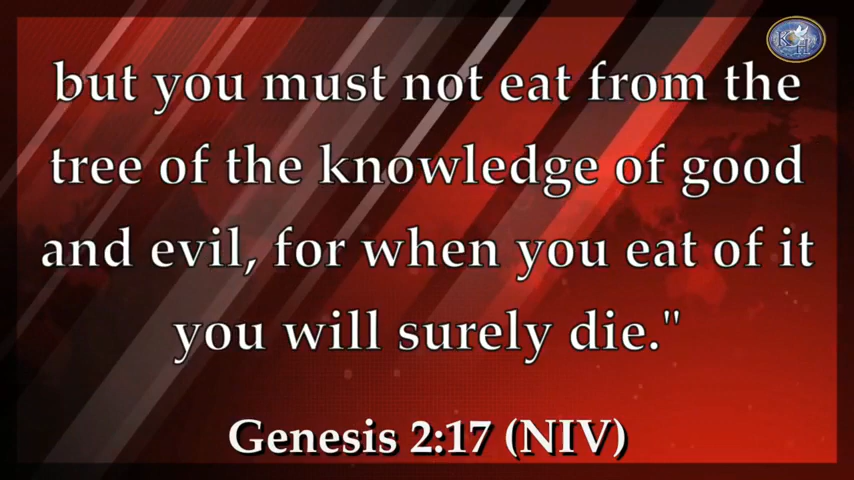 K
H
but you must not eat from the
tree of the knowledge of good
and evil, for when you eat of it
you will surely die."
Genesis 2:17 (NIV)